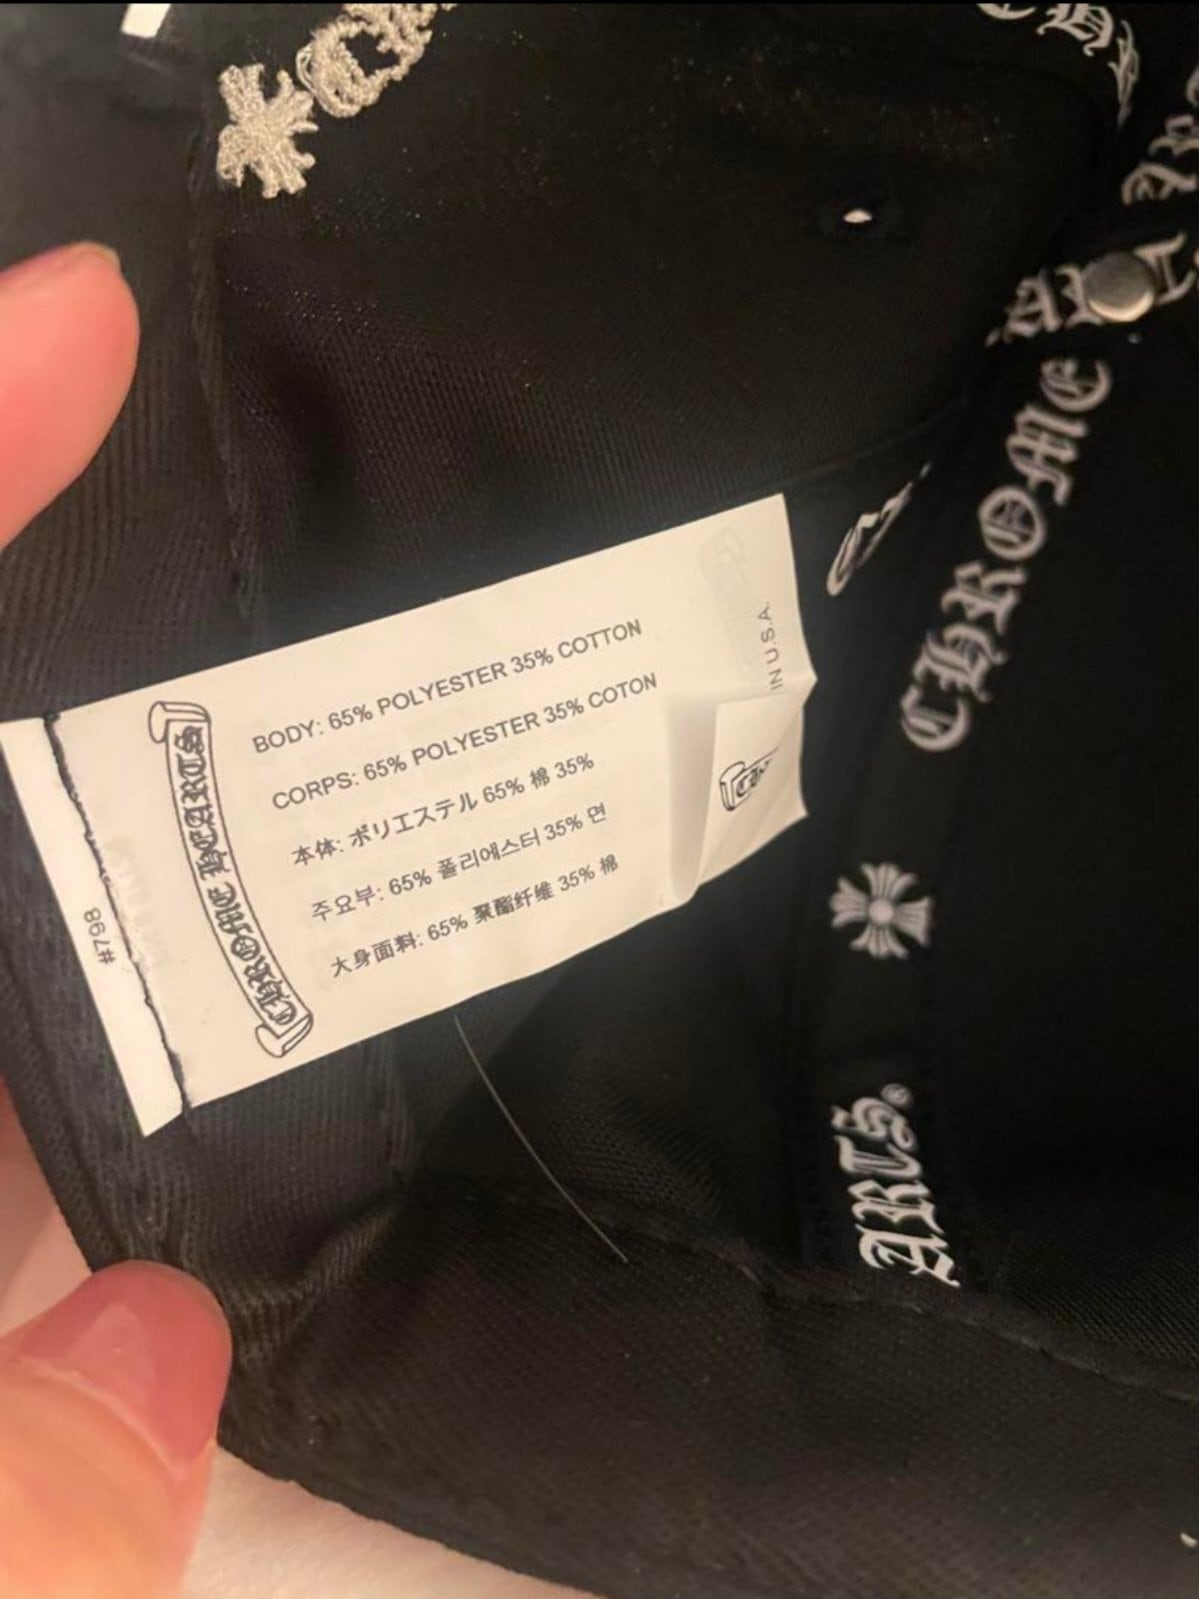 CHROME HEARTS
BODY: 65% POLYESTER 35% COTTON
CORPS: 65% POLYESTER 35% COTON
本体: ポリエステル 65% 棉 35%
주요부: 65% 폴리에스터 35% 면
大身面料: 65% 聚酯纤维 35% 棉
#798
IN U.S.A.
CHROME
ARTS®